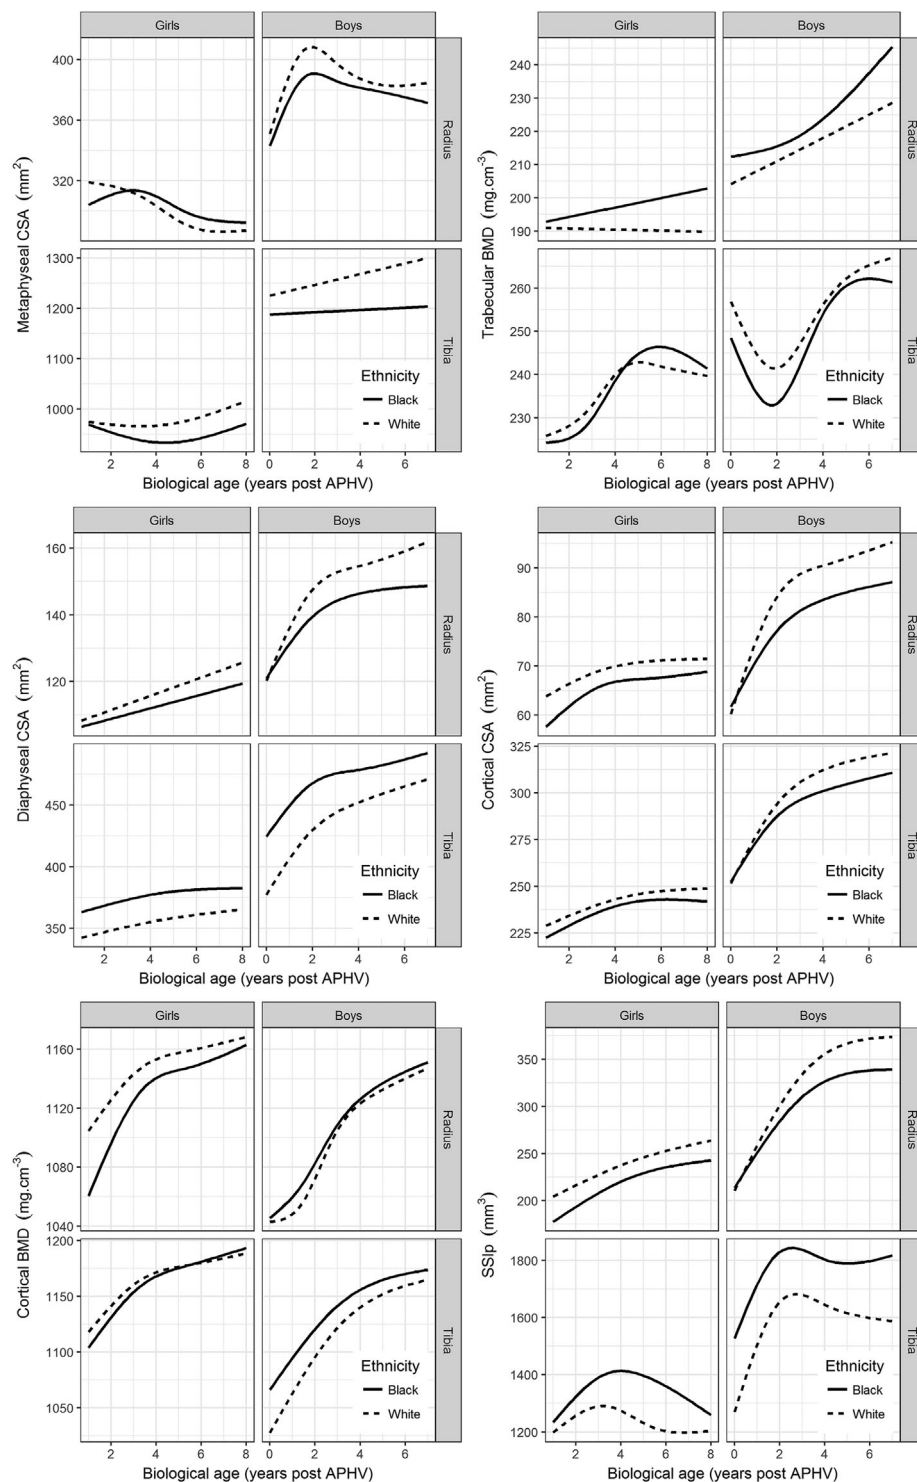 Girls Boys
Metaphyseal CSA (mm²)
400
360
320
Radius
1300
1200
1100
1000
Tibia
Ethnicity
Black
White
2 4 6 8 0 2 4 6
Biological age (years post APHV)
Girls Boys
Trabecular BMD (mg.cm⁻³)
240
230
220
210
200
190
Radius
260
250
240
230
Tibia
Ethnicity
Black
White
2 4 6 8 0 2 4 6
Biological age (years post APHV)
Girls Boys
Diaphyseal CSA (mm²)
160
140
120
Radius
450
400
350
Tibia
Ethnicity
Black
White
2 4 6 8 0 2 4 6
Biological age (years post APHV)
Girls Boys
Cortical CSA (mm²)
90
80
70
60
Radius
325
300
275
250
225
Tibia
Ethnicity
Black
White
2 4 6 8 0 2 4 6
Biological age (years post APHV)
Girls Boys
Cortical BMD (mg.cm⁻³)
1160
1120
1080
1040
Radius
1200
1150
1100
1050
Tibia
Ethnicity
Black
White
2 4 6 8 0 2 4 6
Biological age (years post APHV)
Girls Boys
SSIp (mm³)
350
300
250
200
Radius
1800
1600
1400
1200
Tibia
Ethnicity
Black
White
2 4 6 8 0 2 4 6
Biological age (years post APHV)